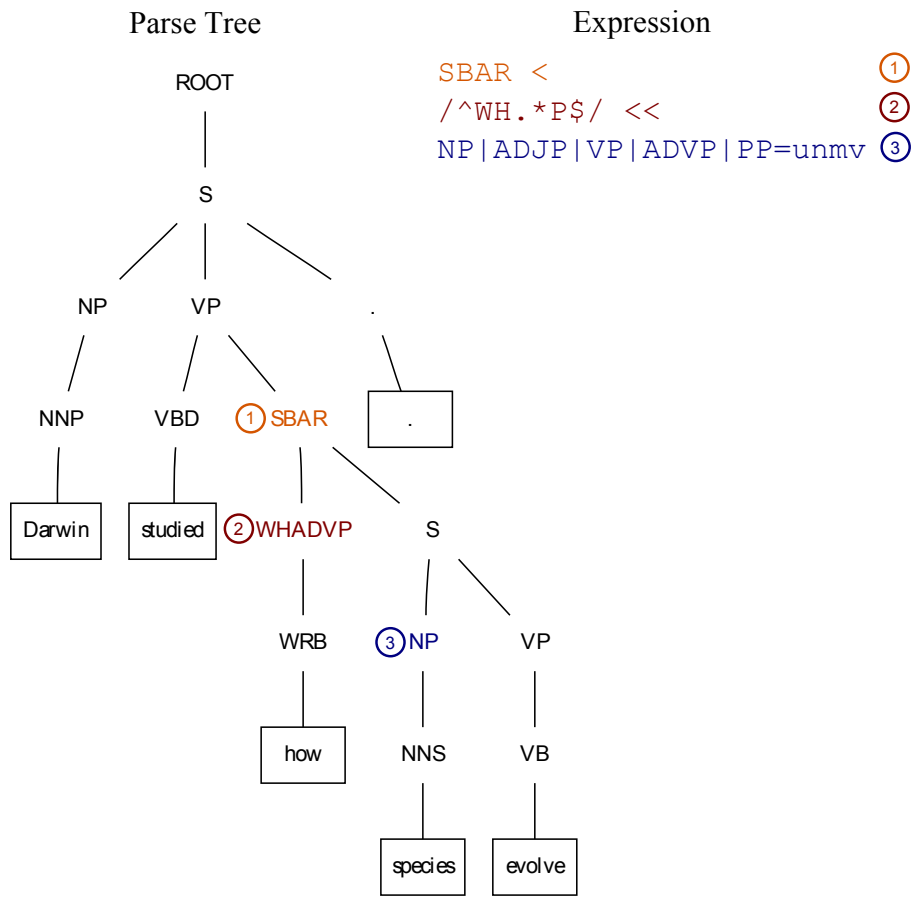 Parse Tree Expression
SBAR < 1
ROOT
/^WH.*P$/ << 2
NP|ADJP|VP|ADVP|PP=unmv 3
S
NP VP .
NNP VBD 1 SBAR .
Darwin studied 2 WHADVP S
WRB 3 NP VP
how NNS VB
species evolve